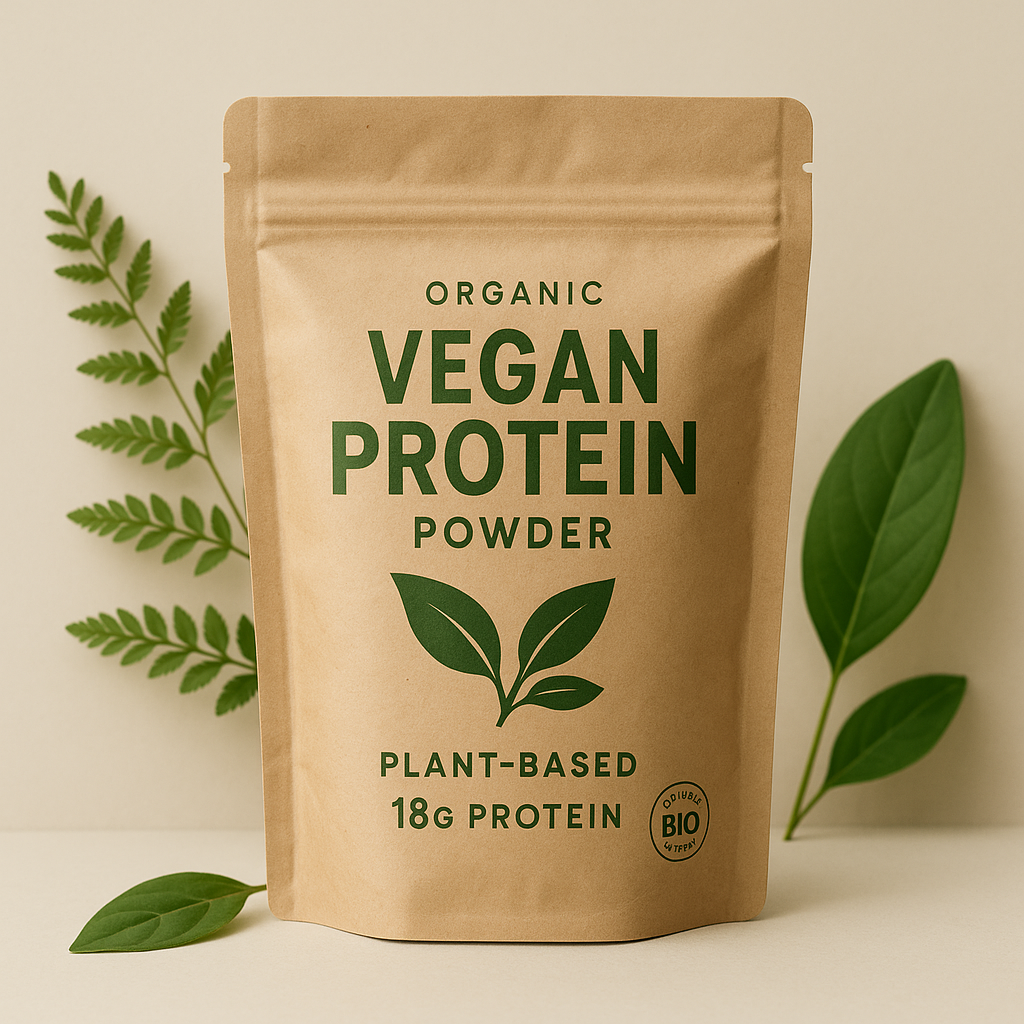 ORGANIC
VEGAN
PROTEIN
POWDER
PLANT-BASED
18G PROTEIN
BIO